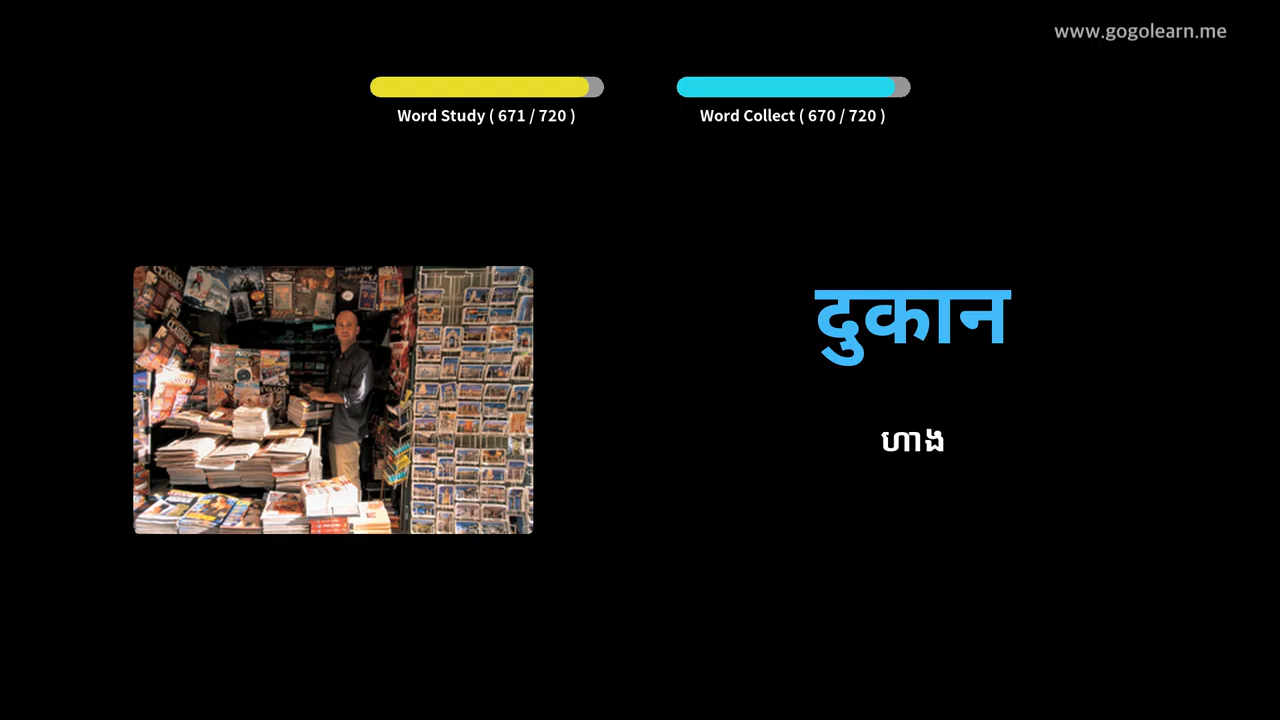 www.gogolearn.me
Word Study ( 671 / 720 )
Word Collect ( 670 / 720 )
दुकान
ហាង